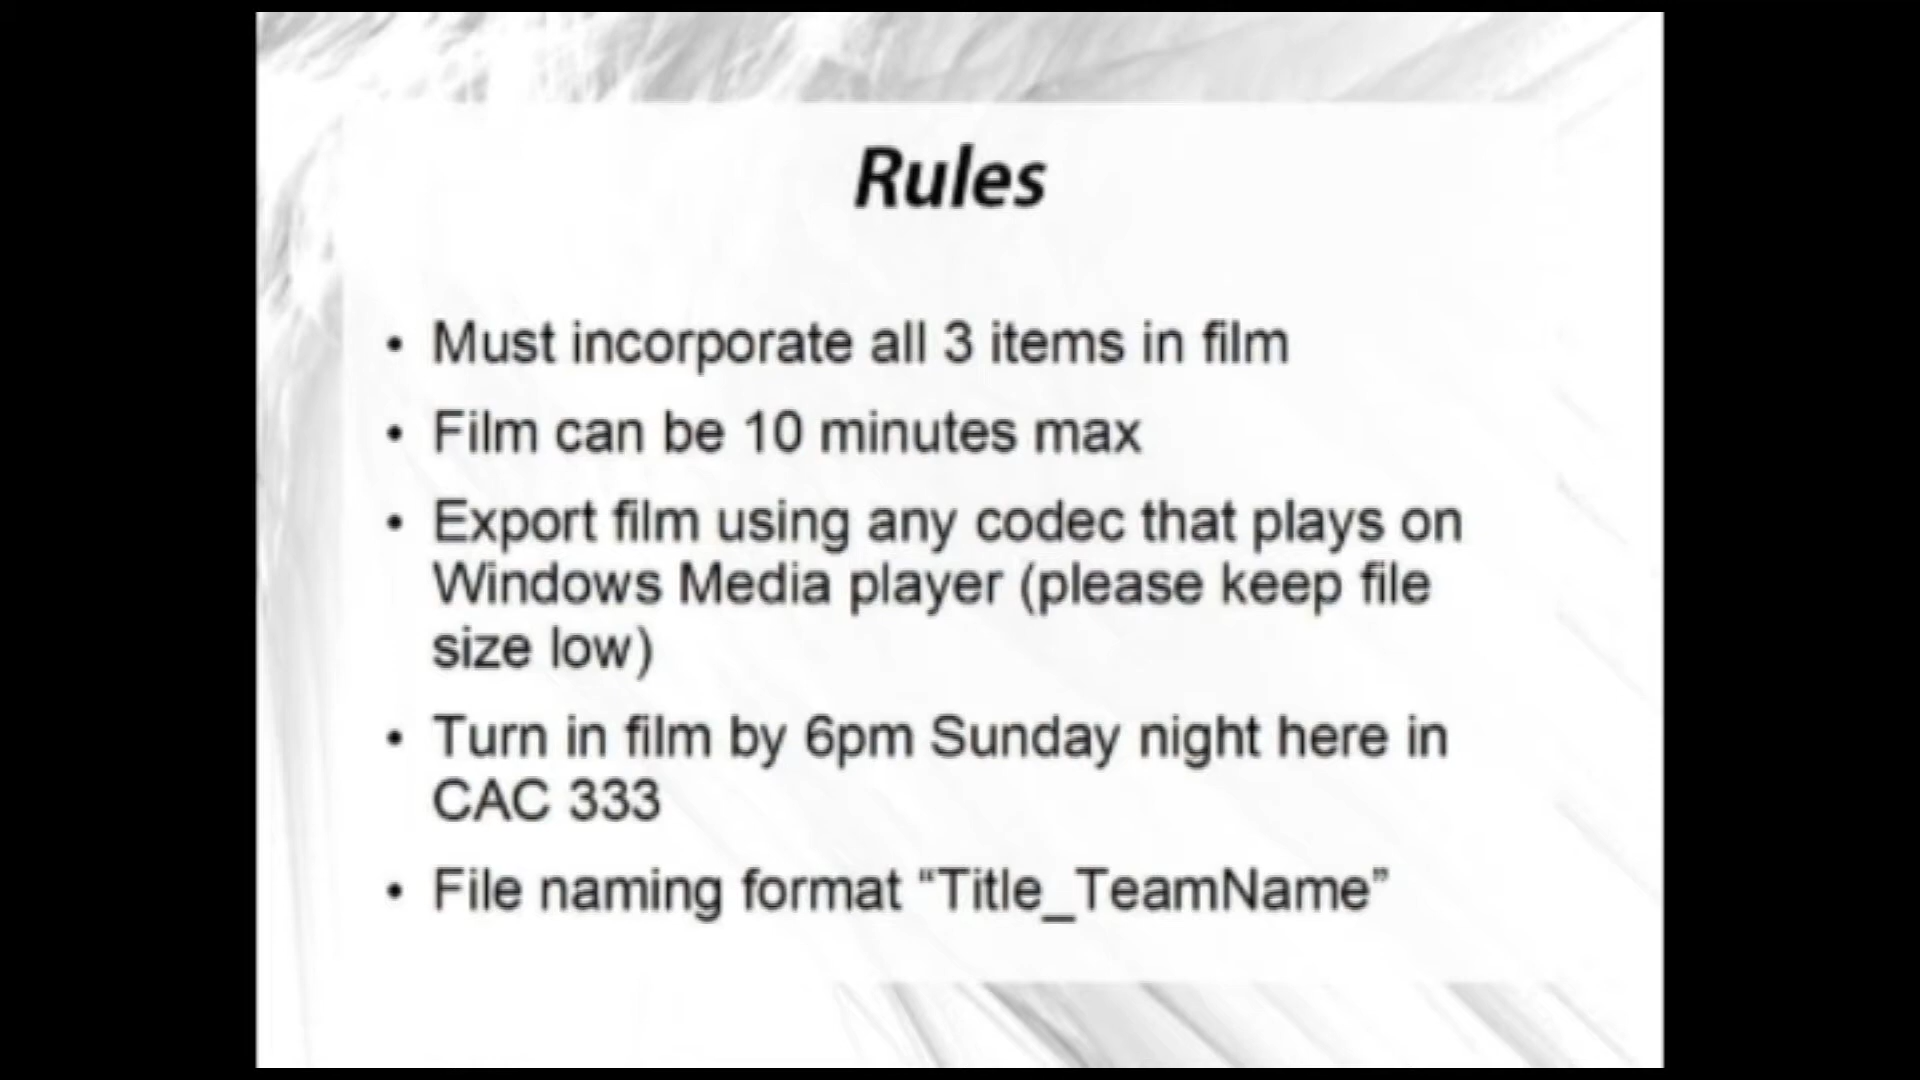 Rules
• Must incorporate all 3 items in film
• Film can be 10 minutes max
• Export film using any codec that plays on
Windows Media player (please keep file
size low)
• Turn in film by 6pm Sunday night here in
CAC 333
• File naming format “Title_TeamName”